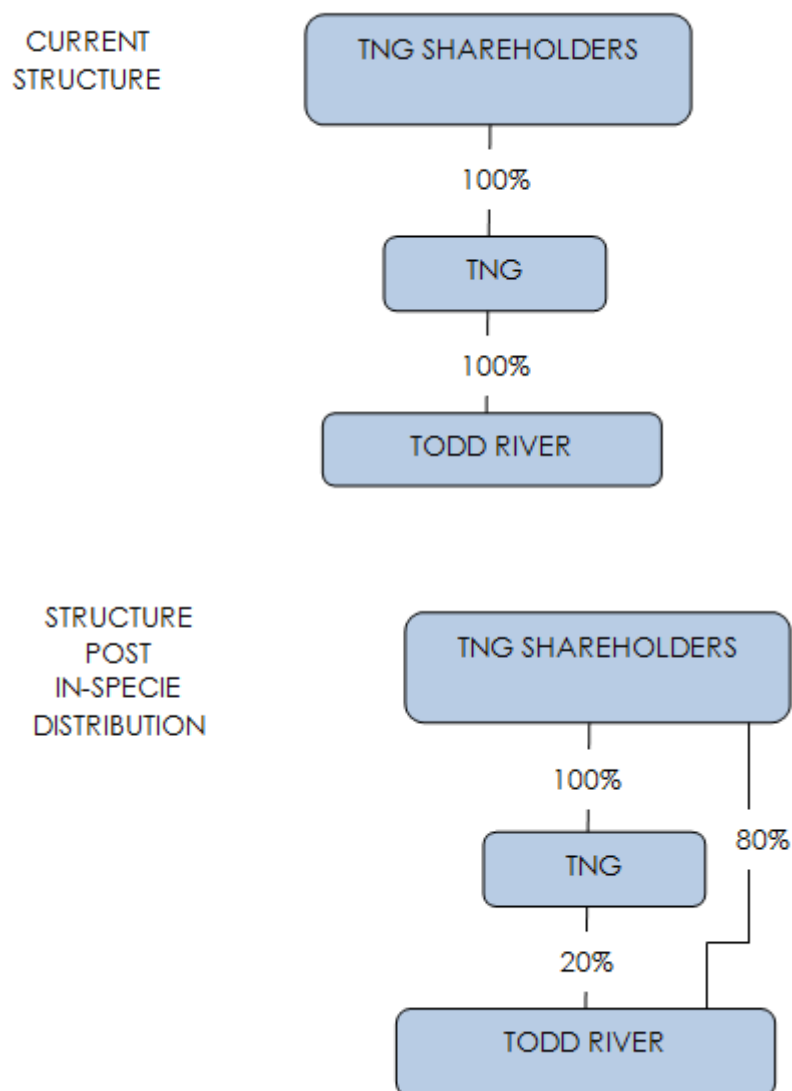 CURRENT
STRUCTURE
TNG SHAREHOLDERS
100%
TNG
100%
TODD RIVER
STRUCTURE
POST
IN-SPECIE
DISTRIBUTION
TNG SHAREHOLDERS
100%
80%
TNG
20%
TODD RIVER